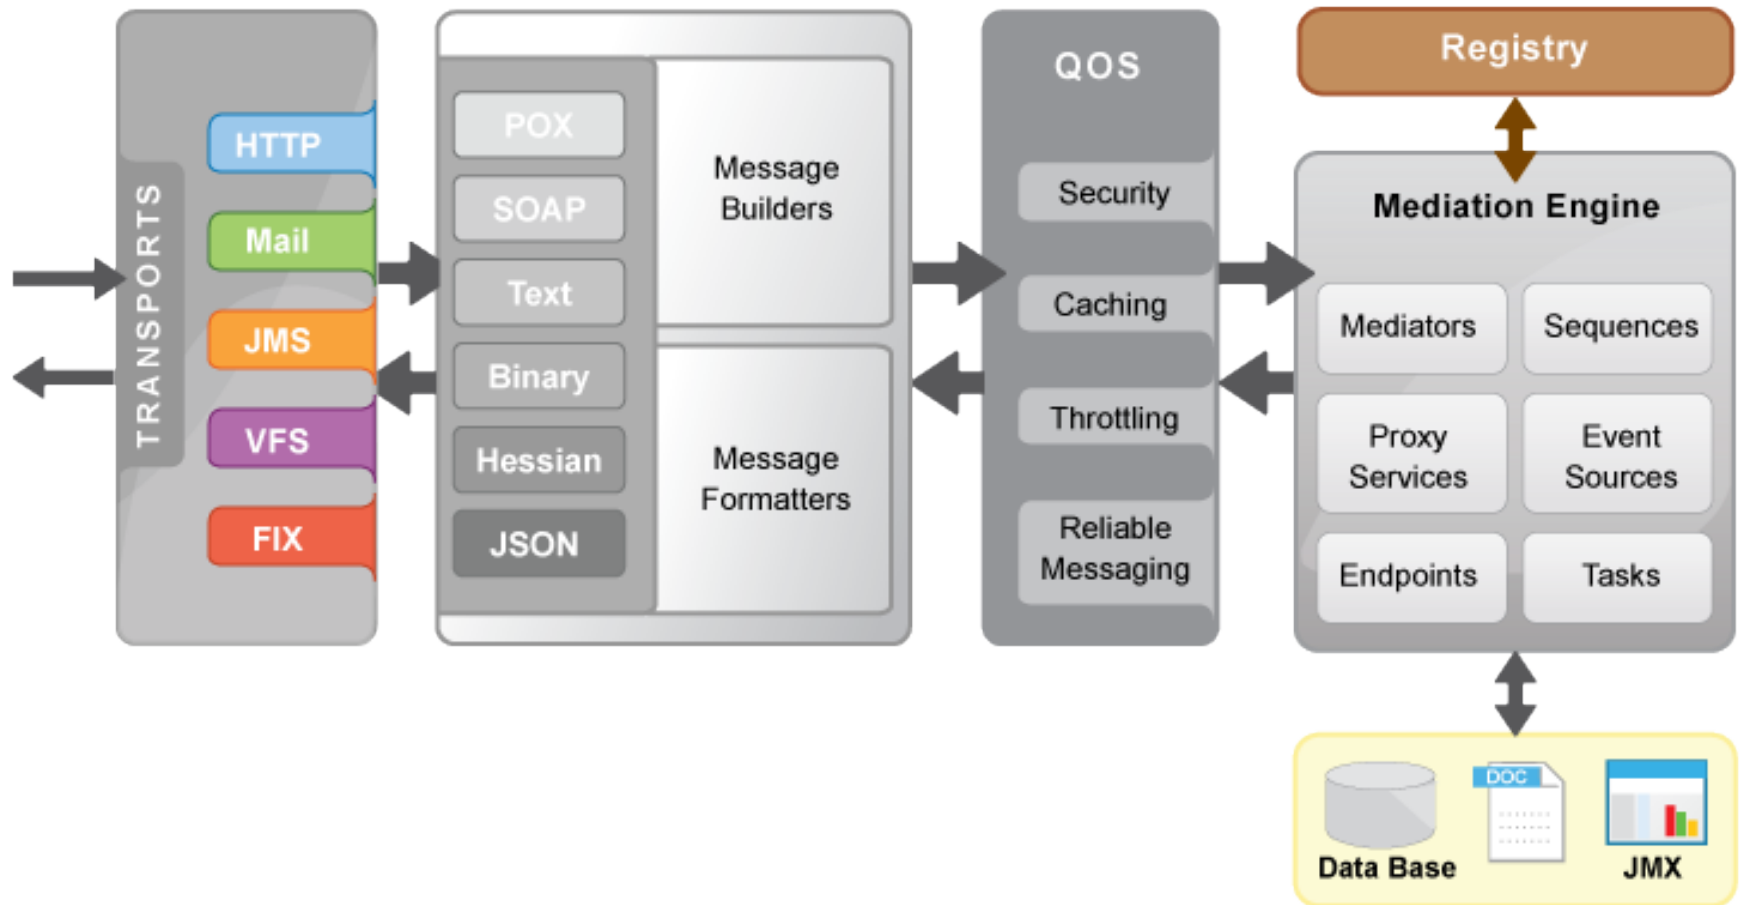 TRANSPORTS
HTTP
Mail
JMS
VFS
FIX
POX
SOAP
Text
Binary
Hessian
JSON
Message
Builders
Message
Formatters
QOS
Security
Caching
Throttling
Reliable
Messaging
Registry
Mediation Engine
Mediators
Sequences
Proxy
Services
Event
Sources
Endpoints
Tasks
Data Base
DOC
JMX